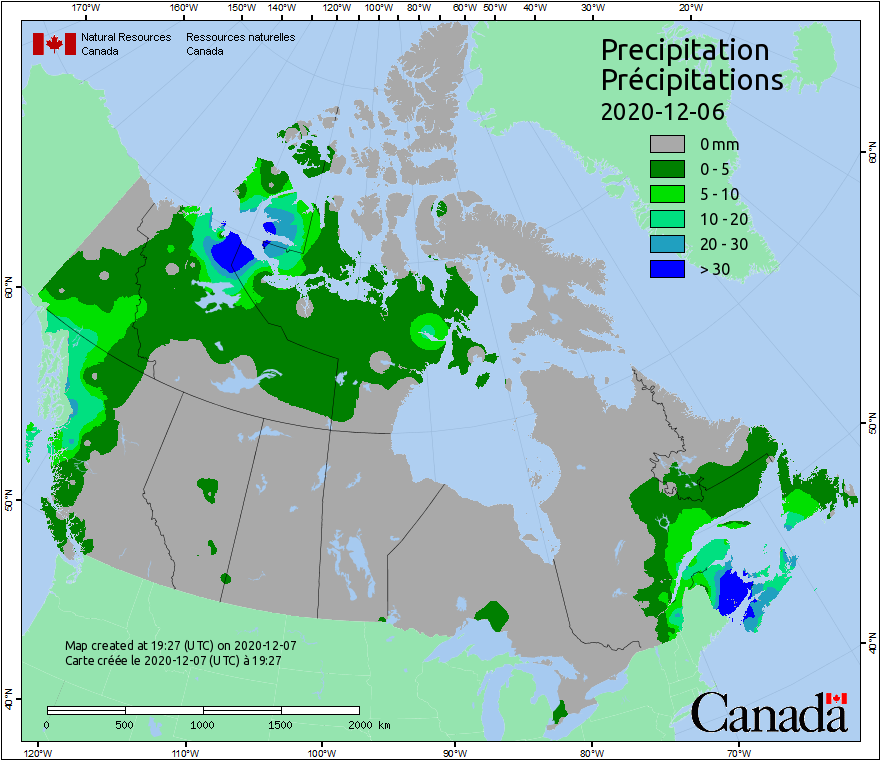 170°W 160°W 150°W 140°W 130°W 120°W 110°W 100°W 90°W 80°W 70°W 60°W 50°W 40°W 30°W 20°W
Natural Resources Ressources naturelles
Canada Canada
Precipitation
Précipitations
2020-12-06
0 mm
0 - 5
5 - 10
10 - 20
20 - 30
> 30
60°N
60°N
50°N
50°N
40°N
40°N
Map created at 19:27 (UTC) on 2020-12-07
Carte créée le 2020-12-07 (UTC) à 19:27
0 500 1000 1500 2000 km
Canada
120°W 110°W 100°W 90°W 80°W 70°W